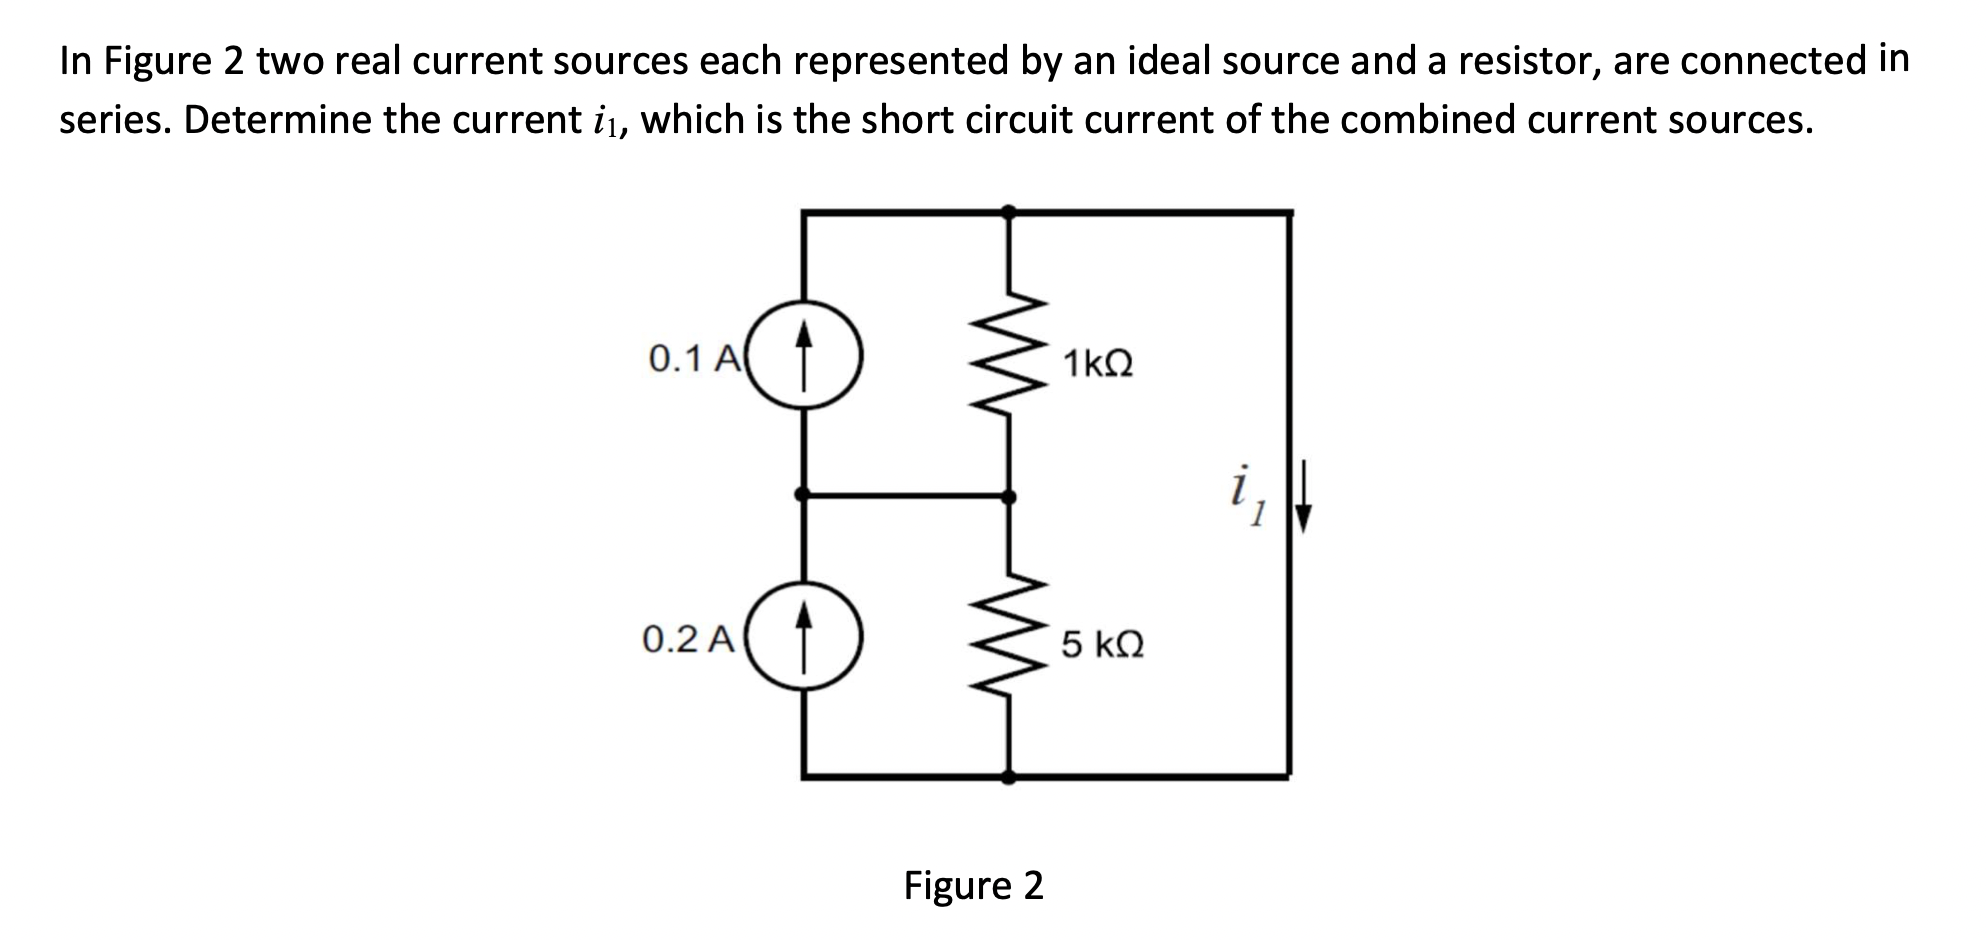 In Figure 2 two real current sources each represented by an ideal source and a resistor, are connected in
series. Determine the current i₁, which is the short circuit current of the combined current sources.
0.1 A
1kΩ
i₁
0.2 A
5 kΩ
Figure 2